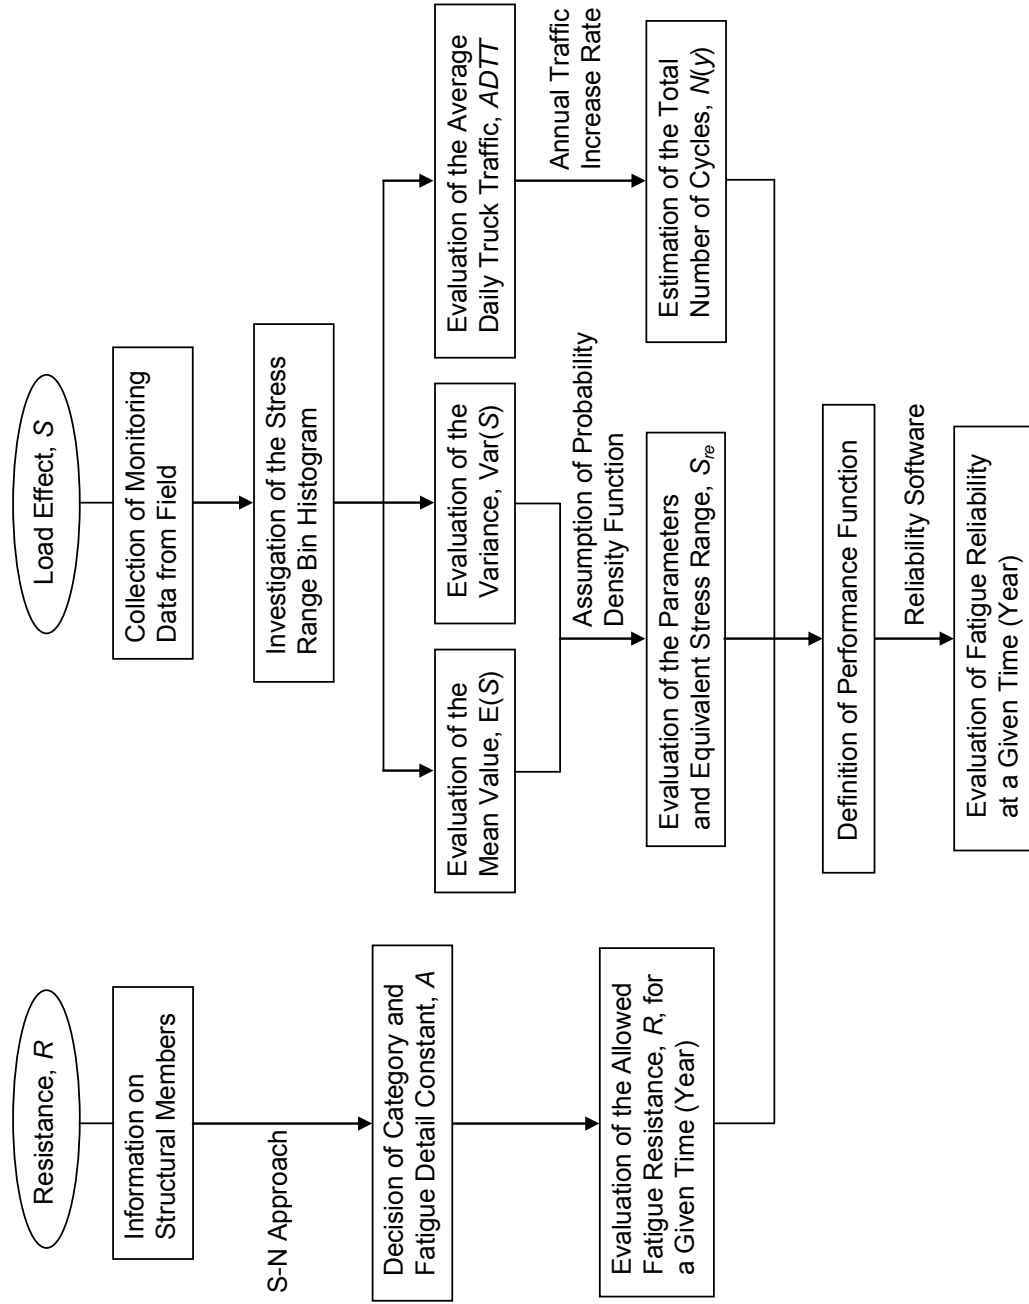 Resistance, R
Information on
Structural Members
S-N Approach
Decision of Category and
Fatigue Detail Constant, A
Evaluation of the Allowed
Fatigue Resistance, R, for
a Given Time (Year)
Load Effect, S
Collection of Monitoring
Data from Field
Investigation of the Stress
Range Bin Histogram
Evaluation of the
Mean Value, E(S)
Evaluation of the
Variance, Var(S)
Evaluation of the Average
Daily Truck Traffic, ADTT
Assumption of Probability
Density Function
Annual Traffic
Increase Rate
Evaluation of the Parameters
and Equivalent Stress Range, Sre
Estimation of the Total
Number of Cycles, N(y)
Definition of Performance Function
Reliability Software
Evaluation of Fatigue Reliability
at a Given Time (Year)